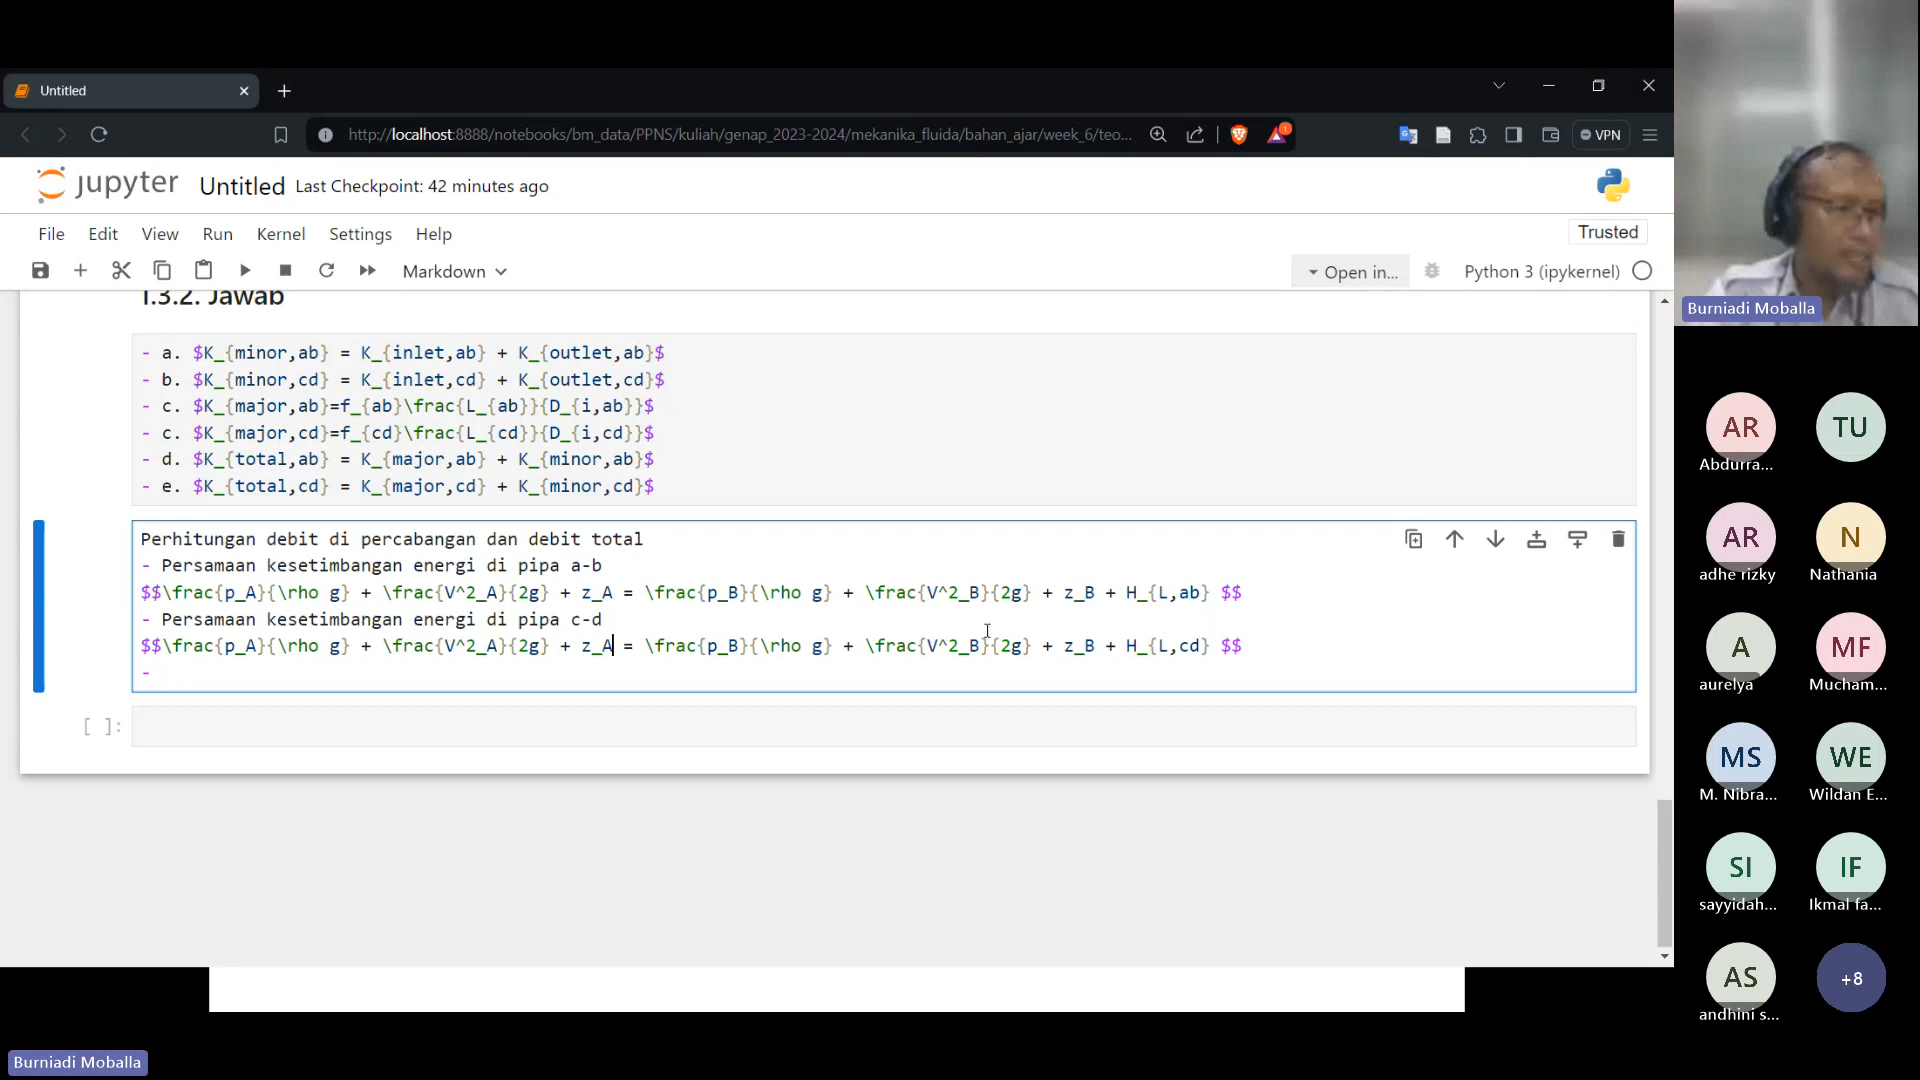 Untitled
http://localhost:8888/notebooks/bm_data/PPNS/kuliah/genap_2023-2024/mekanika_fluida/bahan_ajar/week_6/teo...
1
VPN
jupyter Untitled Last Checkpoint: 42 minutes ago
File Edit View Run Kernel Settings Help
Trusted
Markdown
Open in...
Python 3 (ipykernel)
1.3.2. Jawab
- a. $K_{minor,ab} = K_{inlet,ab} + K_{outlet,ab}$
- b. $K_{minor,cd} = K_{inlet,cd} + K_{outlet,cd}$
- c. $K_{major,ab}=f_{ab}\frac{L_{ab}}{D_{i,ab}}$
- c. $K_{major,cd}=f_{cd}\frac{L_{cd}}{D_{i,cd}}$
- d. $K_{total,ab} = K_{major,ab} + K_{minor,ab}$
- e. $K_{total,cd} = K_{major,cd} + K_{minor,cd}$
Perhitungan debit di percabangan dan debit total
- Persamaan kesetimbangan energi di pipa a-b
$$\frac{p_A}{\rho g} + \frac{V^2_A}{2g} + z_A = \frac{p_B}{\rho g} + \frac{V^2_B}{2g} + z_B + H_{L,ab} $$
- Persamaan kesetimbangan energi di pipa c-d
$$\frac{p_A}{\rho g} + \frac{V^2_A}{2g} + z_A = \frac{p_B}{\rho g} + \frac{V^2_B}{2g} + z_B + H_{L,cd} $$
-
[ ]:
Burniadi Moballa
AR TU
Abdurra...
AR N
adhe rizky Nathania
A MF
aurelya Mucham...
MS WE
M. Nibra... Wildan E...
SI IF
sayyidah... Ikmal fa...
AS +8
andhini s...
Burniadi Moballa